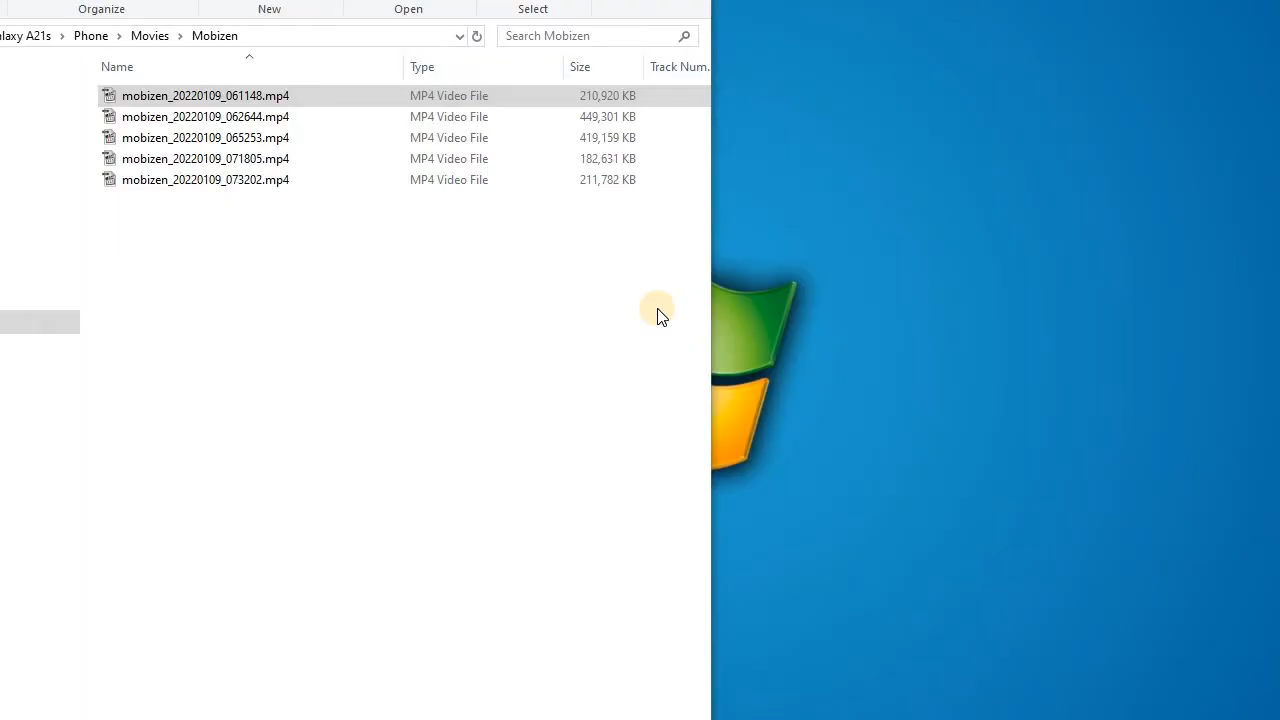 Organize New Open Select
alaxy A21s > Phone > Movies > Mobizen Search Mobizen
Name Type Size Track Num.
mobizen_20220109_061148.mp4 MP4 Video File 210,920 KB
mobizen_20220109_062644.mp4 MP4 Video File 449,301 KB
mobizen_20220109_065253.mp4 MP4 Video File 419,159 KB
mobizen_20220109_071805.mp4 MP4 Video File 182,631 KB
mobizen_20220109_073202.mp4 MP4 Video File 211,782 KB